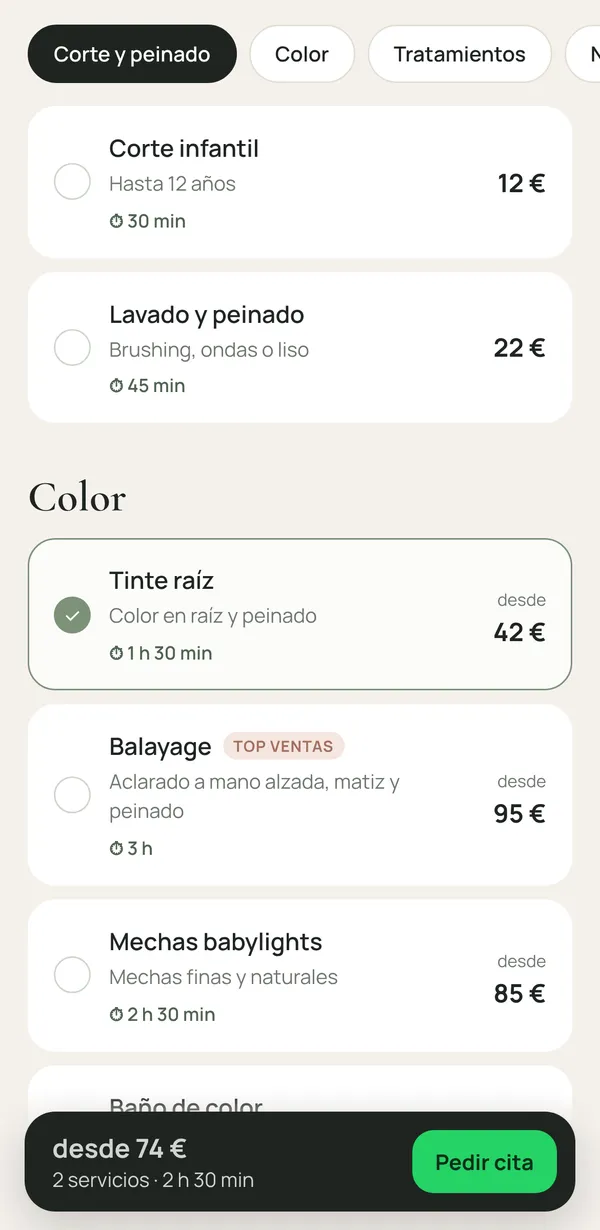 Corte y peinado
Color
Tratamientos
Corte infantil
Hasta 12 años
30 min
12 €
Lavado y peinado
Brushing, ondas o liso
45 min
22 €
Color
Tinte raíz
Color en raíz y peinado
1 h 30 min
desde
42 €
Balayage TOP VENTAS
Aclarado a mano alzada, matiz y
peinado
3 h
desde
95 €
Mechas babylights
Mechas finas y naturales
2 h 30 min
desde
85 €
Baño de color
desde 74 €
2 servicios · 2 h 30 min
Pedir cita